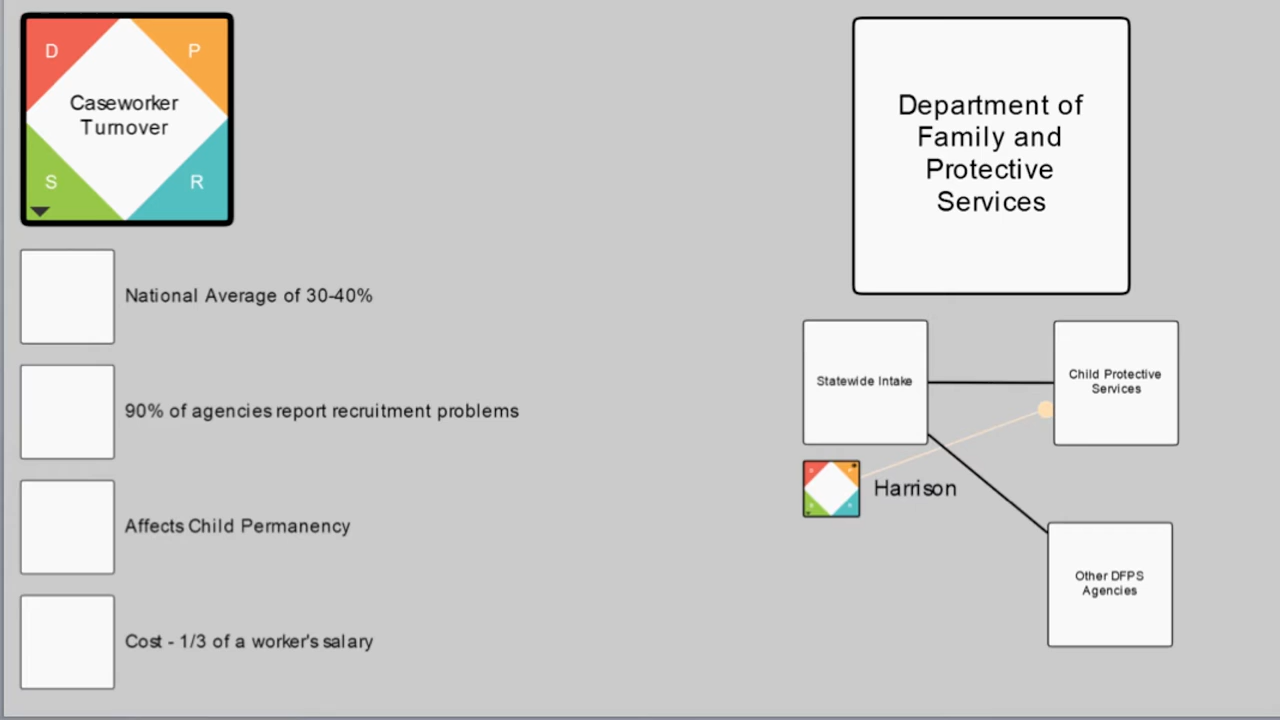 D
P
Caseworker
Turnover
S
R
National Average of 30-40%
90% of agencies report recruitment problems
Affects Child Permanency
Cost - 1/3 of a worker's salary
Department of
Family and
Protective
Services
Statewide Intake
Child Protective
Services
Harrison
Other DFPS
Agencies